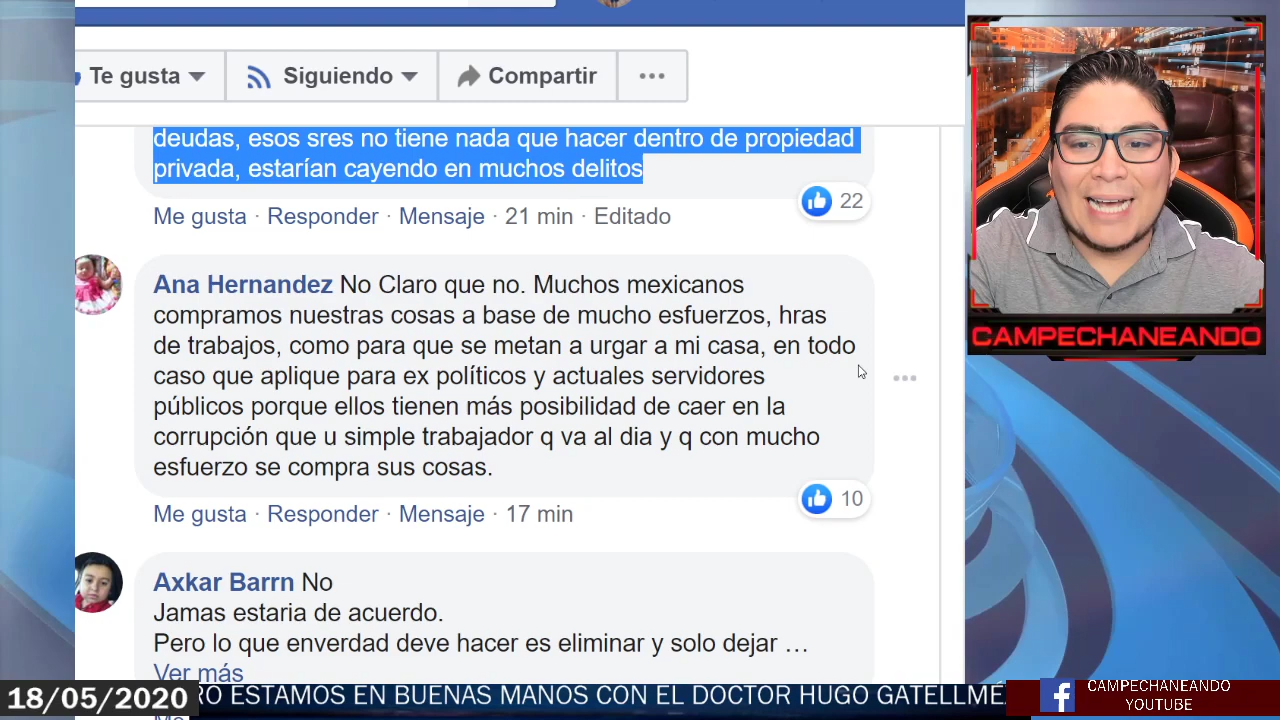 Te gusta Siguiendo Compartir
deudas, esos sres no tiene nada que hacer dentro de propiedad
privada, estarían cayendo en muchos delitos
22
Me gusta · Responder · Mensaje · 21 min · Editado
Ana Hernandez No Claro que no. Muchos mexicanos
compramos nuestras cosas a base de mucho esfuerzos, hras
de trabajos, como para que se metan a urgar a mi casa, en todo
caso que aplique para ex políticos y actuales servidores
públicos porque ellos tienen más posibilidad de caer en la
corrupción que u simple trabajador q va al dia y q con mucho
esfuerzo se compra sus cosas.
10
Me gusta · Responder · Mensaje · 17 min
Axkar Barrn No
Jamas estaria de acuerdo.
Pero lo que enverdad deve hacer es eliminar y solo dejar …
Ver más
CAMPECHANEANDO
18/05/2020
RO ESTAMOS EN BUENAS MANOS CON EL DOCTOR HUGO GATELLMÉ
CAMPECHANEANDO
YOUTUBE